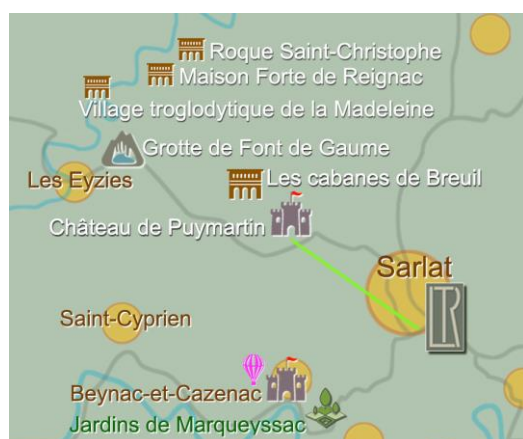 Roque Saint-Christophe
Maison Forte de Reignac
Village troglodytique de la Madeleine
Grotte de Font de Gaume
Les Eyzies
Les cabanes de Breuil
Château de Puymartin
Sarlat
Saint-Cyprien
Beynac-et-Cazenac
Jardins de Marqueyssac